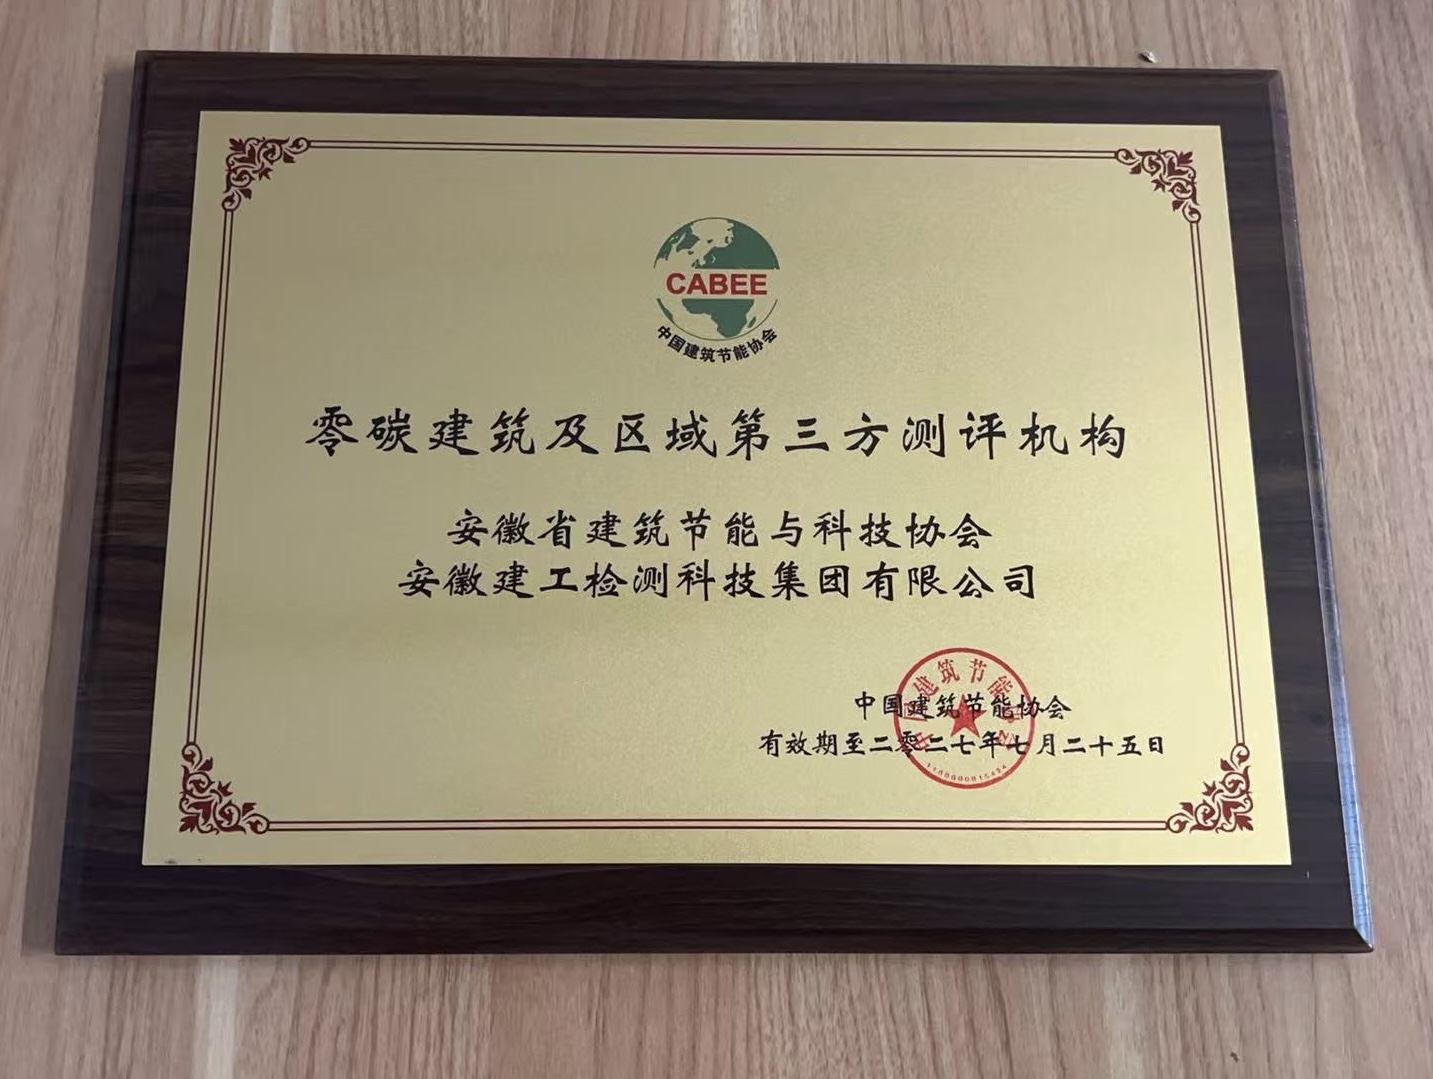 CABEE
中国建筑节能协会
零碳建筑及区域第三方测评机构
安徽省建筑节能与科技协会
安徽建工检测科技集团有限公司
中国建筑节能协会
有效期至二零二七年七月二十五日